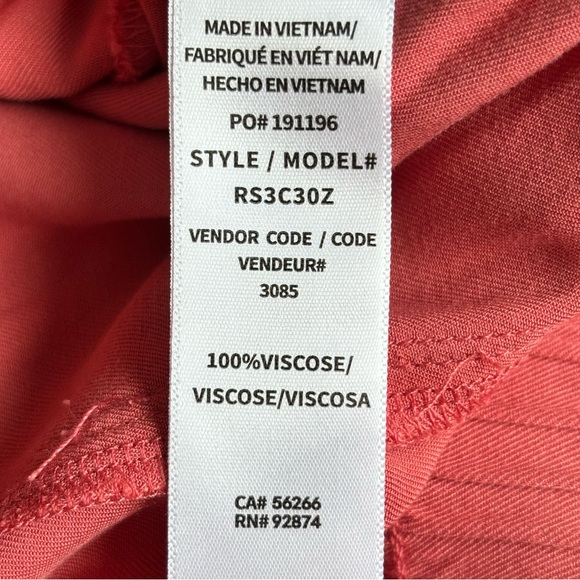 MADE IN VIETNAM/
FABRIQUÉ EN VIÉT NAM/
HECHO EN VIETNAM
PO# 191196
STYLE / MODEL#
RS3C30Z
VENDOR CODE / CODE
VENDEUR#
3085
100%VISCOSE/
VISCOSE/VISCOSA
CA# 56266
RN# 92874